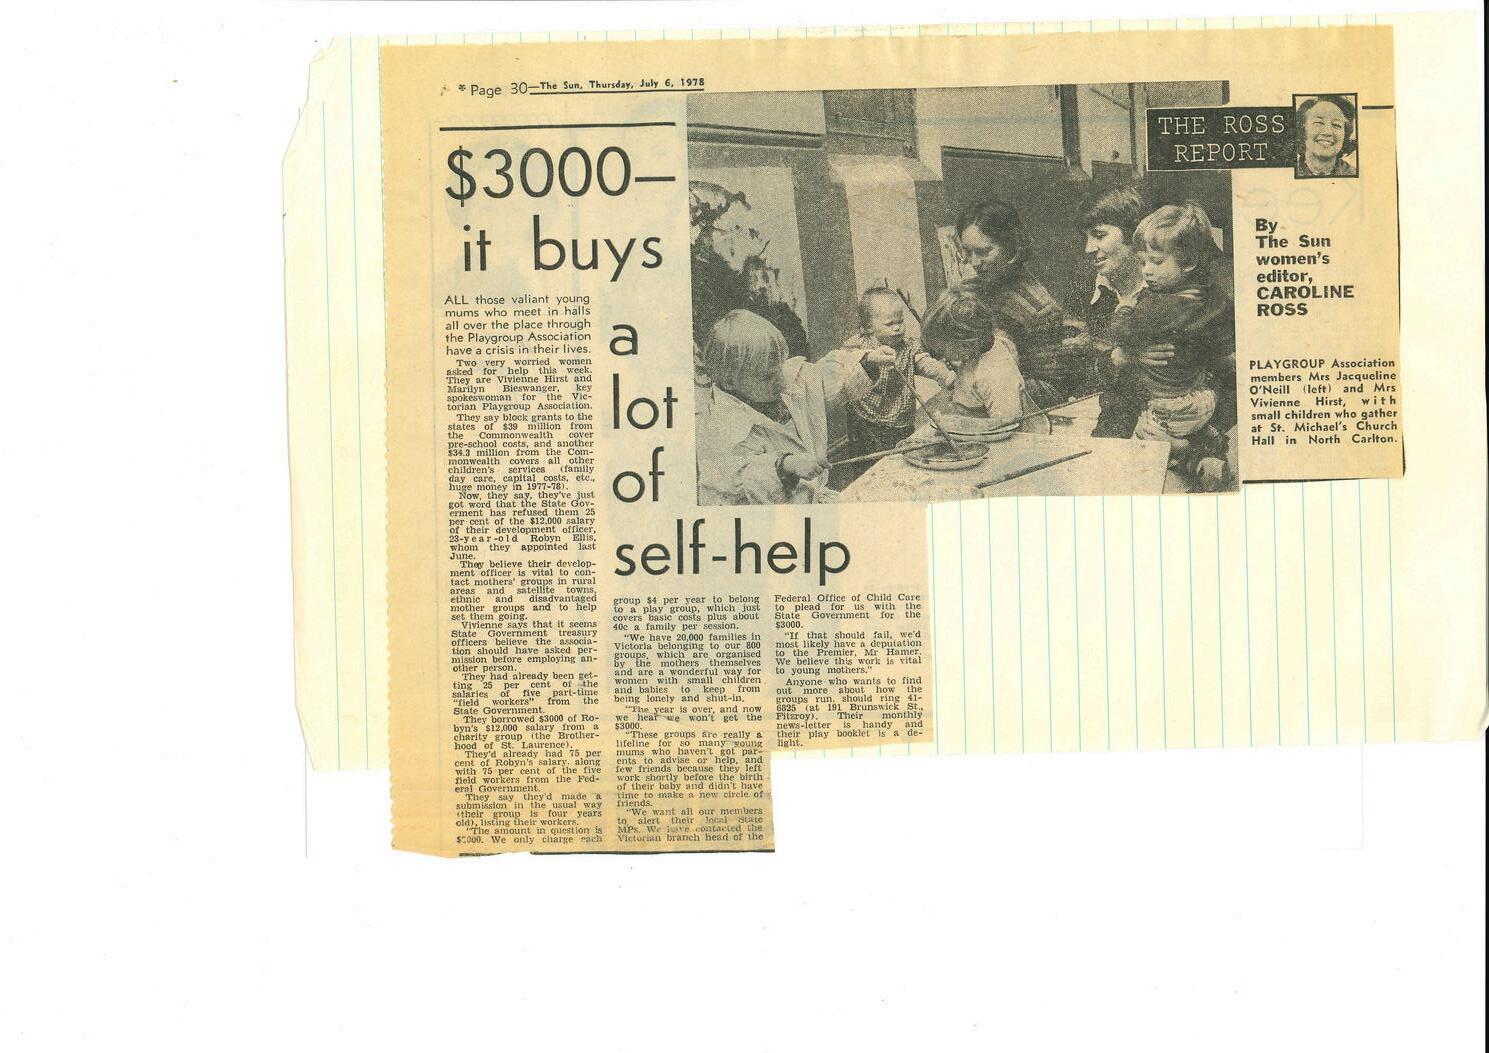 * Page 30—The Sun, Thursday, July 6, 1978
$3000—
it buys
a
lot
of
self-help
THE ROSS
REPORT
By
The Sun
women's
editor,
CAROLINE
ROSS
PLAYGROUP Association
members Mrs Jacqueline
O'Neill (left) and Mrs
Vivienne Hirst, with
small children who gather
at St. Michael's Church
Hall in North Carlton.
ALL those valiant young
mums who meet in halls
all over the place through
the Playgroup Association
have a crisis in their lives.
Two very worried women
asked for help this week.
They are Vivienne Hirst and
Marilyn Bieswanger, key
spokeswoman for the Vic-
torian Playgroup Association.
They say block grants to the
states of $39 million from
the Commonwealth cover
pre-school costs, and another
$34.3 million from the Com-
monwealth covers all other
children's services (family
day care, capital costs, etc.,
huge money in 1977-78).
Now, they say, they've just
got word that the State Gov-
erment has refused them 25
per cent of the $12,000 salary
of their development officer,
23-year-old Robyn Ellis,
whom they appointed last
June.
They believe their develop-
ment officer is vital to con-
tact mothers' groups in rural
areas and satellite towns,
ethnic and disadvantaged
mother groups and to help
set them going.
Vivienne says that it seems
State Government treasury
officers believe the associa-
tion should have asked per-
mission before employing an-
other person.
They had already been get-
ting 25 per cent of the
salaries of five part-time
"field workers" from the
State Government.
They borrowed $3000 of Ro-
byn's $12,000 salary from a
charity group (the Brother-
hood of St. Laurence).
They'd already had 75 per
cent of Robyn's salary, along
with 75 per cent of the five
field workers from the Fed-
eral Government.
They say they'd made a
submission in the usual way
(their group is four years
old), listing their workers.
"The amount in question is
$3000. We only charge each
group $4 per year to belong
to a play group, which just
covers basic costs plus about
40c a family per session.
"We have 20,000 families in
Victoria belonging to our 800
groups, which are organised
by the mothers themselves
and are a wonderful way for
women with small children
and babies to keep from
being lonely and shut-in.
"The year is over, and now
we hear we won't get the
$3000.
"These groups are really a
lifeline for so many young
mums who haven't got par-
ents to advise or help, and
few friends because they left
work shortly before the birth
of their baby and didn't have
time to make a new circle of
friends.
"We want all our members
to alert their local State
MPs. We have contacted the
Victorian branch head of the
Federal Office of Child Care
to plead for us with the
State Government for the
$3000.
"If that should fail, we'd
most likely have a deputation
to the Premier, Mr Hamer.
We believe this work is vital
to young mothers."
Anyone who wants to find
out more about how the
groups run, should ring 41-
6825 (at 191 Brunswick St.,
Fitzroy). Their monthly
news-letter is handy and
their play booklet is a de-
light.